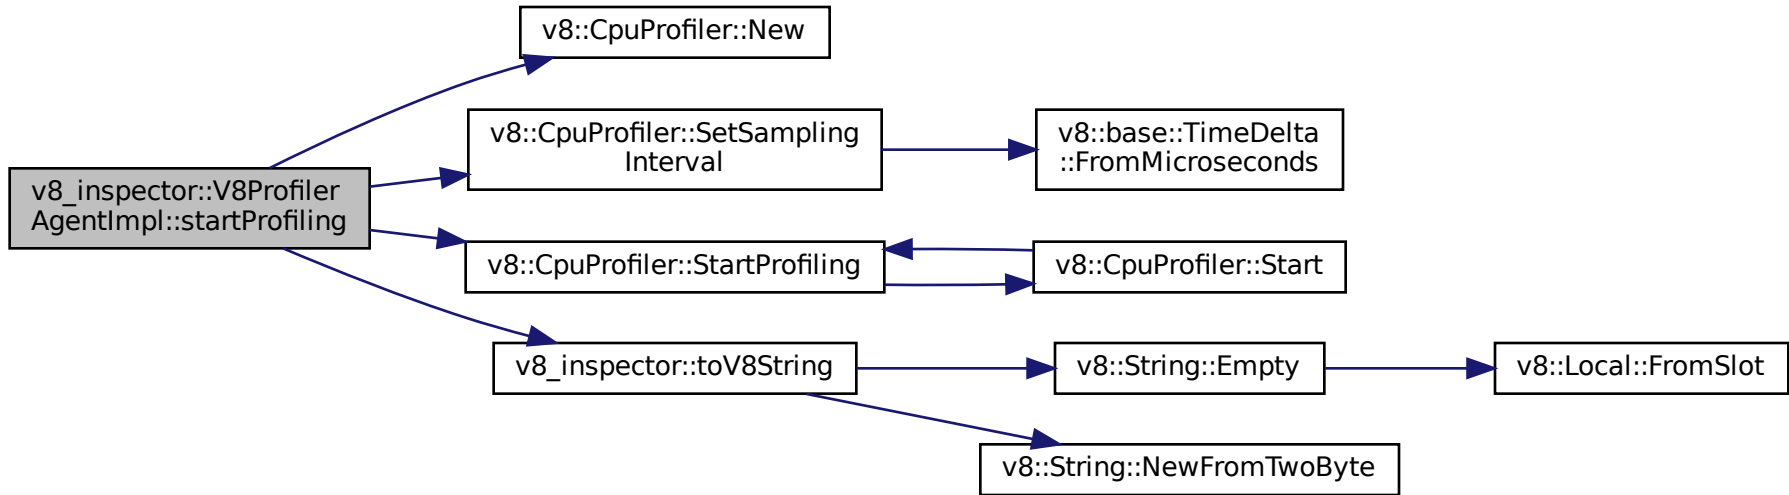 v8::CpuProfiler::New
v8::CpuProfiler::SetSampling
Interval
v8::base::TimeDelta
::FromMicroseconds
v8_inspector::V8Profiler
AgentImpl::startProfiling
v8::CpuProfiler::StartProfiling
v8::CpuProfiler::Start
v8_inspector::toV8String
v8::String::Empty
v8::Local::FromSlot
v8::String::NewFromTwoByte